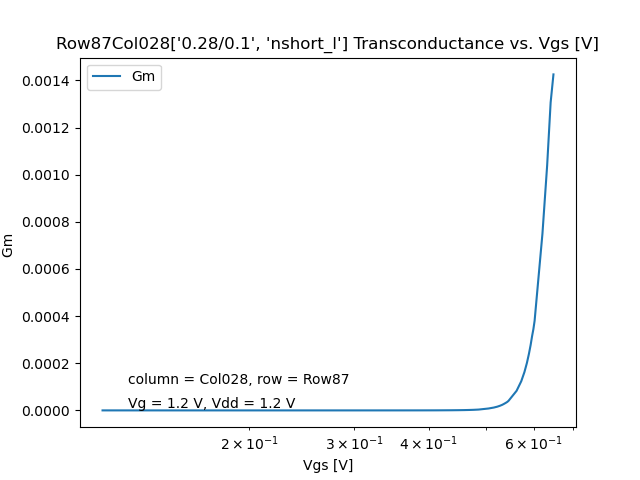 Row87Col028['0.28/0.1', 'nshort_l'] Transconductance vs. Vgs [V]
Gm
0.0014
0.0012
0.0010
0.0008
0.0006
0.0004
0.0002
0.0000
Gm
column = Col028, row = Row87
Vg = 1.2 V, Vdd = 1.2 V
2 × 10⁻¹
3 × 10⁻¹
4 × 10⁻¹
6 × 10⁻¹
Vgs [V]